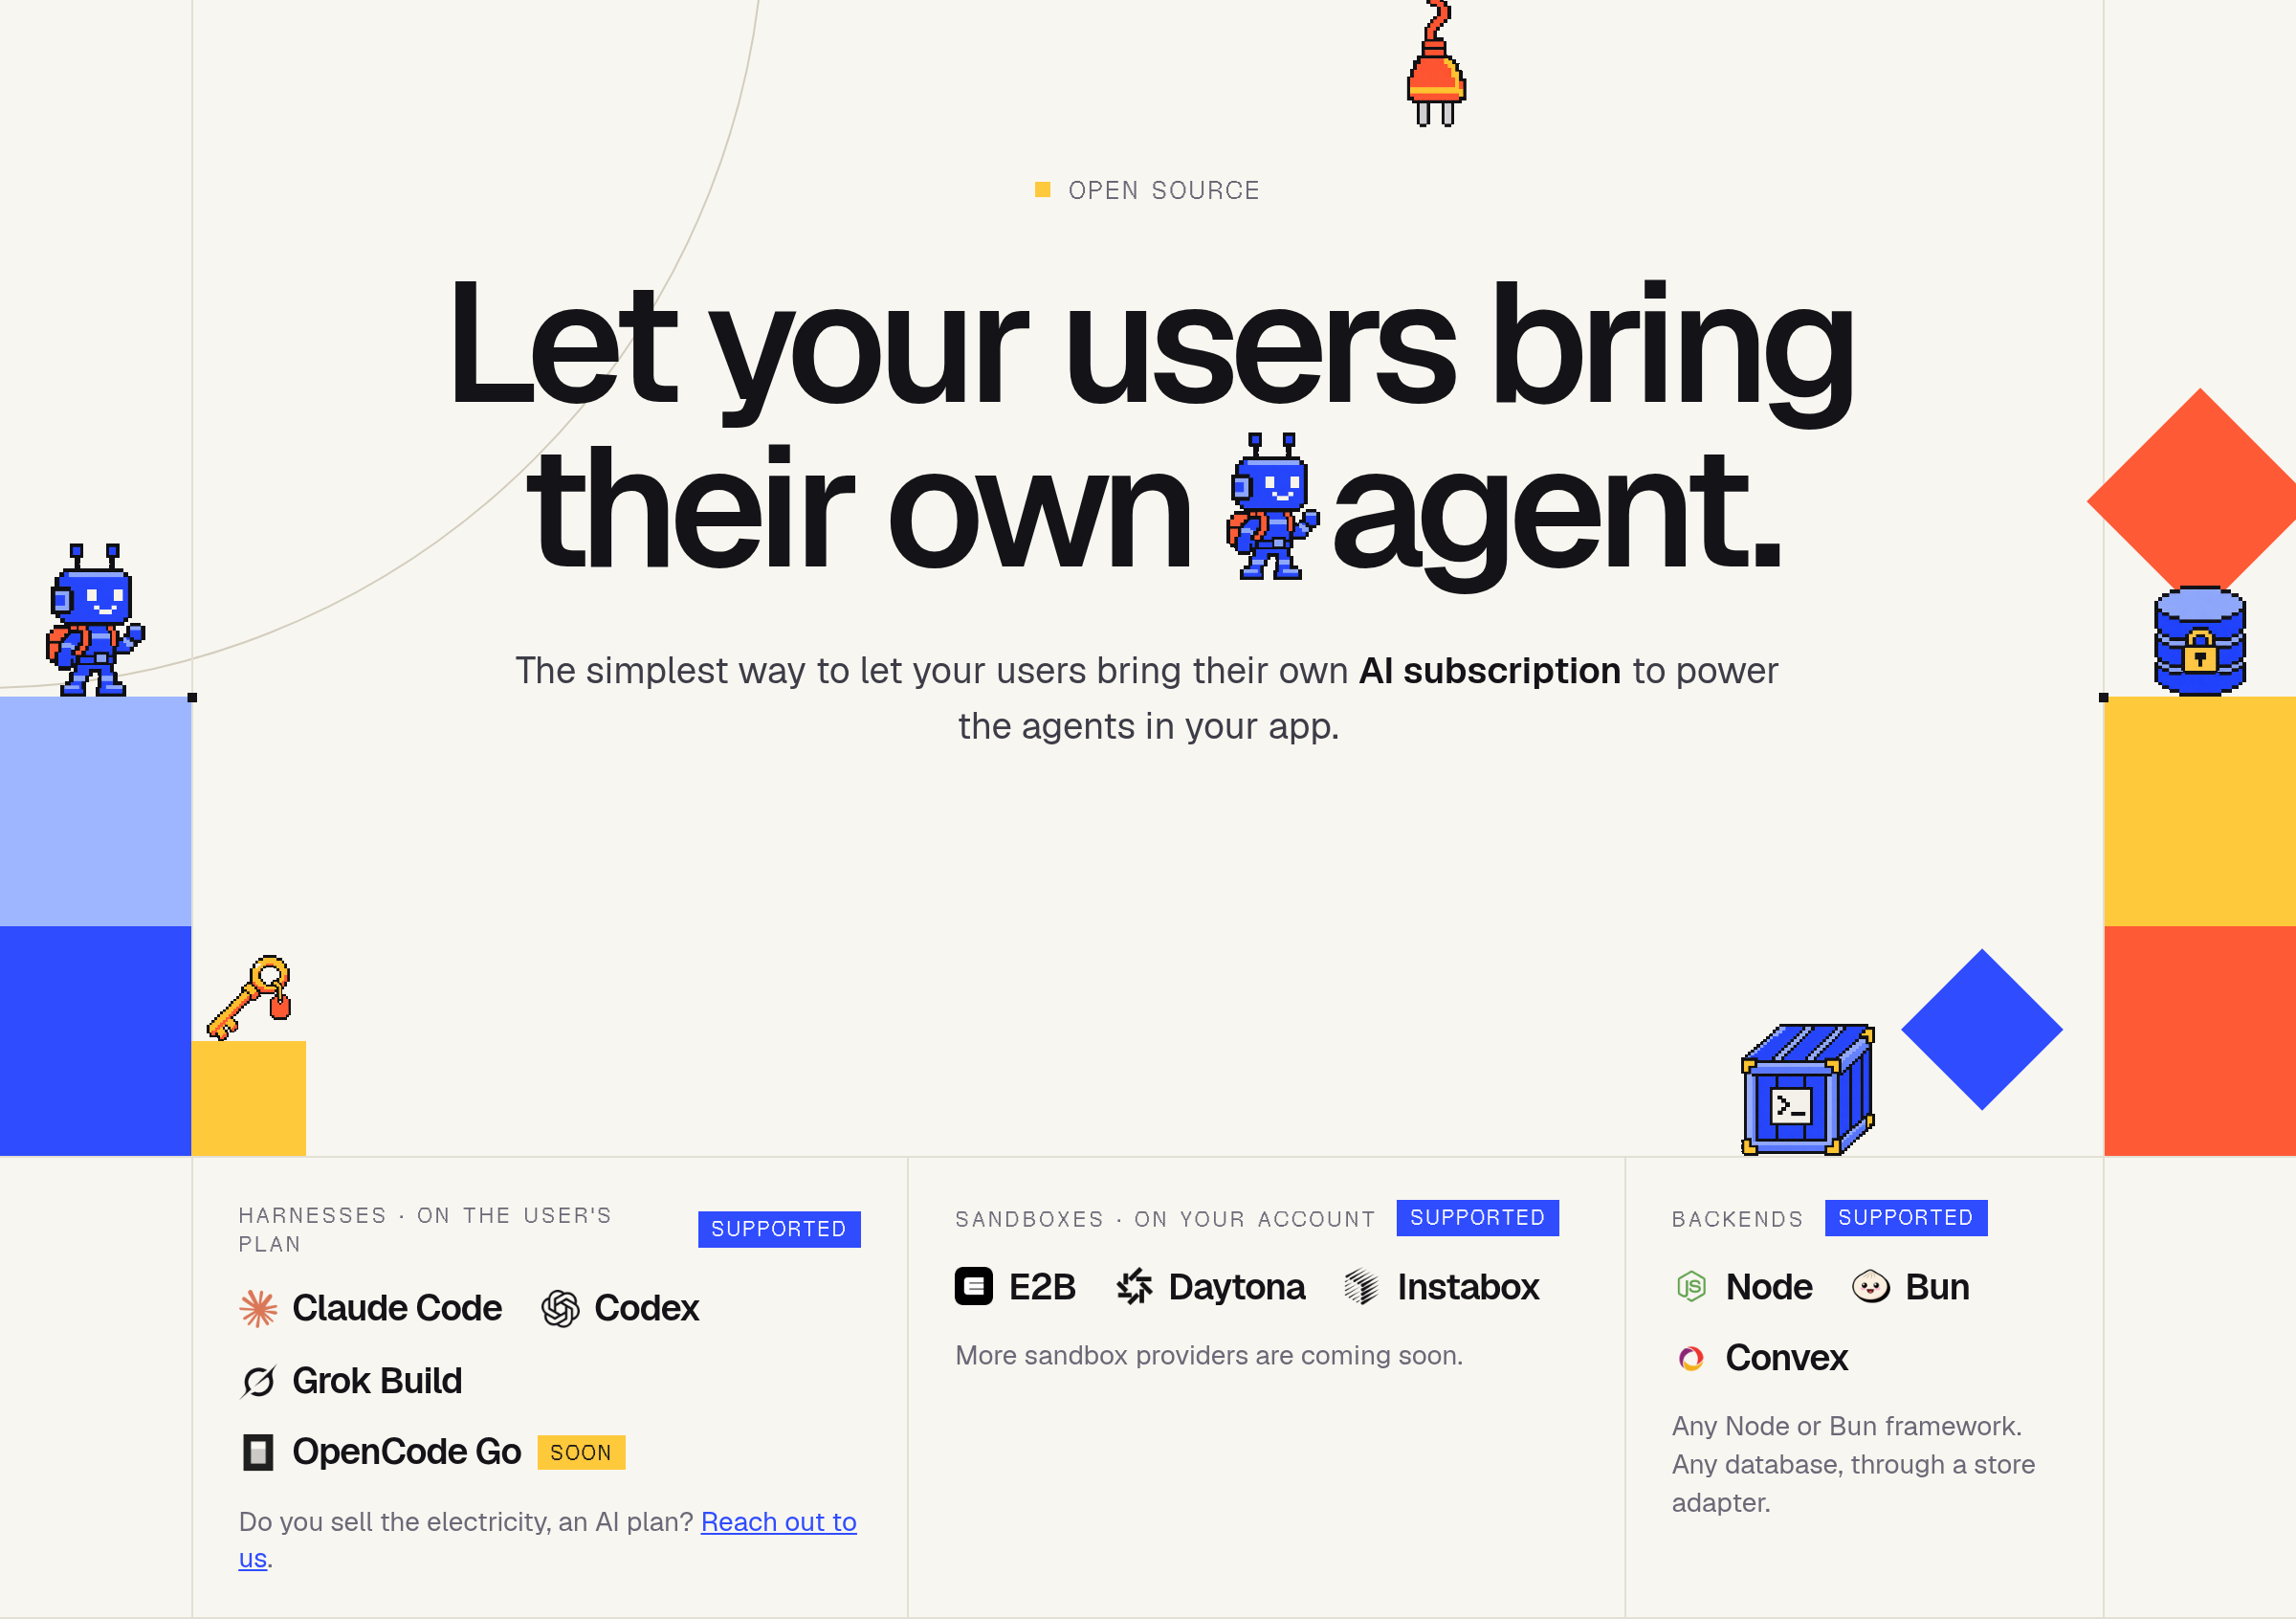 OPEN SOURCE
Let your users bring
their own agent.
The simplest way to let your users bring their own AI subscription to power
the agents in your app.
HARNESSES · ON THE USER'S
PLAN
SUPPORTED
Claude Code
Codex
Grok Build
OpenCode Go
SOON
Do you sell the electricity, an AI plan? Reach out to
us.
SANDBOXES · ON YOUR ACCOUNT
SUPPORTED
E2B
Daytona
Instabox
More sandbox providers are coming soon.
BACKENDS
SUPPORTED
Node
Bun
Convex
Any Node or Bun framework.
Any database, through a store
adapter.